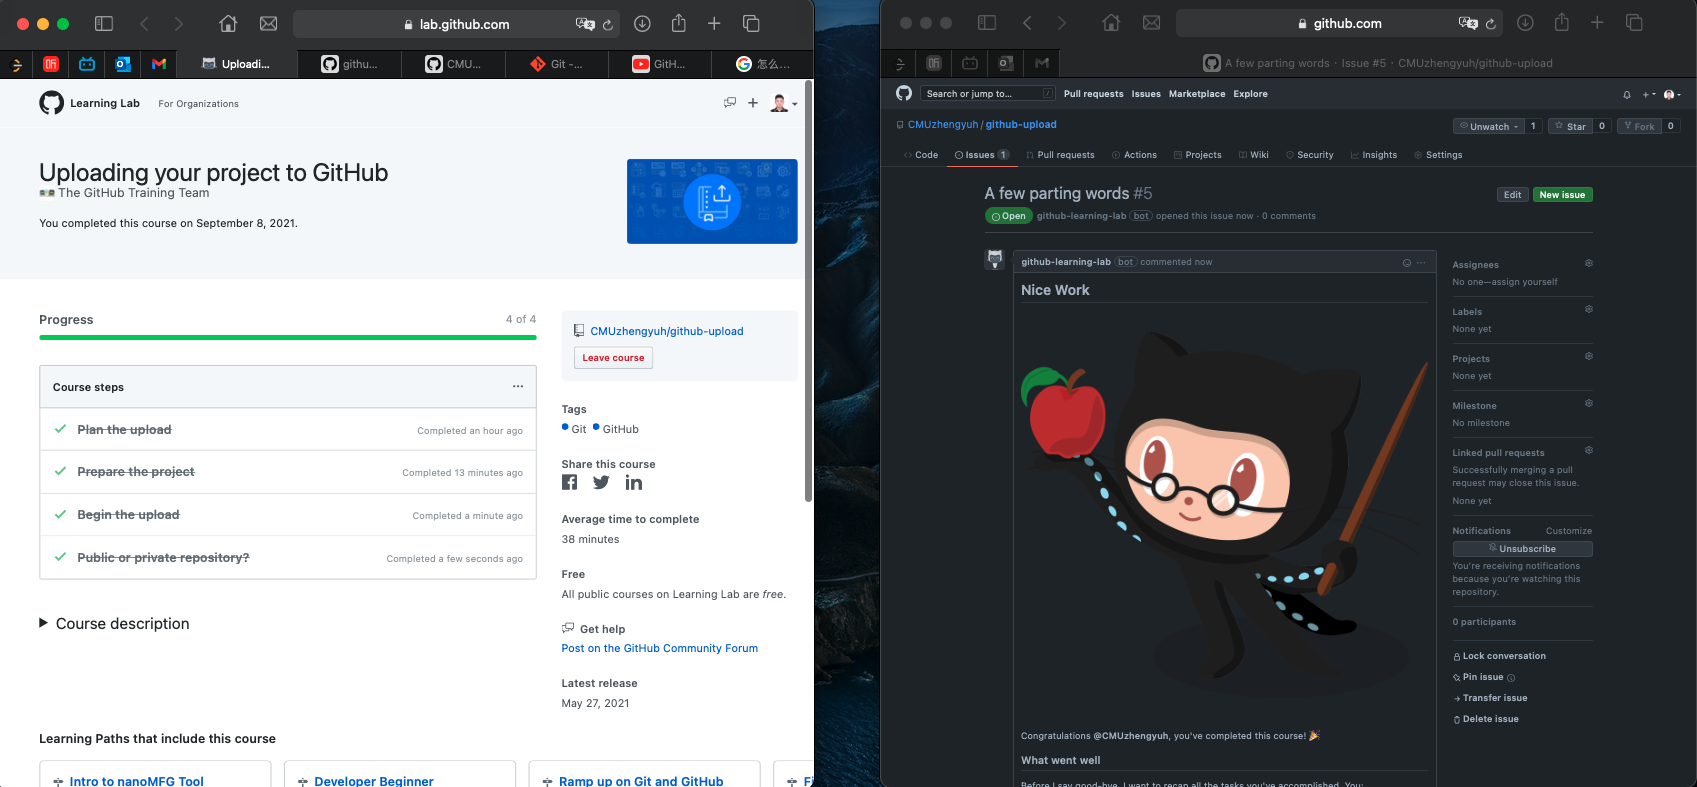 lab.github.com
Uploadi...
githu...
CMU...
Git -...
GitH...
怎么...
Learning Lab
For Organizations
Uploading your project to GitHub
The GitHub Training Team
You completed this course on September 8, 2021.
Progress
4 of 4
Course steps
Plan the upload
Completed an hour ago
Prepare the project
Completed 13 minutes ago
Begin the upload
Completed a minute ago
Public or private repository?
Completed a few seconds ago
Course description
CMUzhengyuh/github-upload
Leave course
Tags
Git GitHub
Share this course
Average time to complete
38 minutes
Free
All public courses on Learning Lab are free.
Get help
Post on the GitHub Community Forum
Latest release
May 27, 2021
Learning Paths that include this course
Intro to nanoMFG Tool
Developer Beginner
Ramp up on Git and GitHub
github.com
A few parting words · Issue #5 · CMUzhengyuh/github-upload
Search or jump to... /
Pull requests Issues Marketplace Explore
CMUzhengyuh / github-upload
Unwatch 1 Star 0 Fork 0
Code Issues 1 Pull requests Actions Projects Wiki Security Insights Settings
A few parting words #5
Edit New issue
Open github-learning-lab bot opened this issue now · 0 comments
github-learning-lab bot commented now
Nice Work
Congratulations @CMUzhengyuh, you've completed this course! 🎉
What went well
Before I say good-bye, I want to recap all the tasks you've accomplished. You:
Assignees
No one—assign yourself
Labels
None yet
Projects
None yet
Milestone
No milestone
Linked pull requests
Successfully merging a pull
request may close this issue.
None yet
Notifications Customize
Unsubscribe
You're receiving notifications
because you're watching this
repository.
0 participants
Lock conversation
Pin issue
Transfer issue
Delete issue